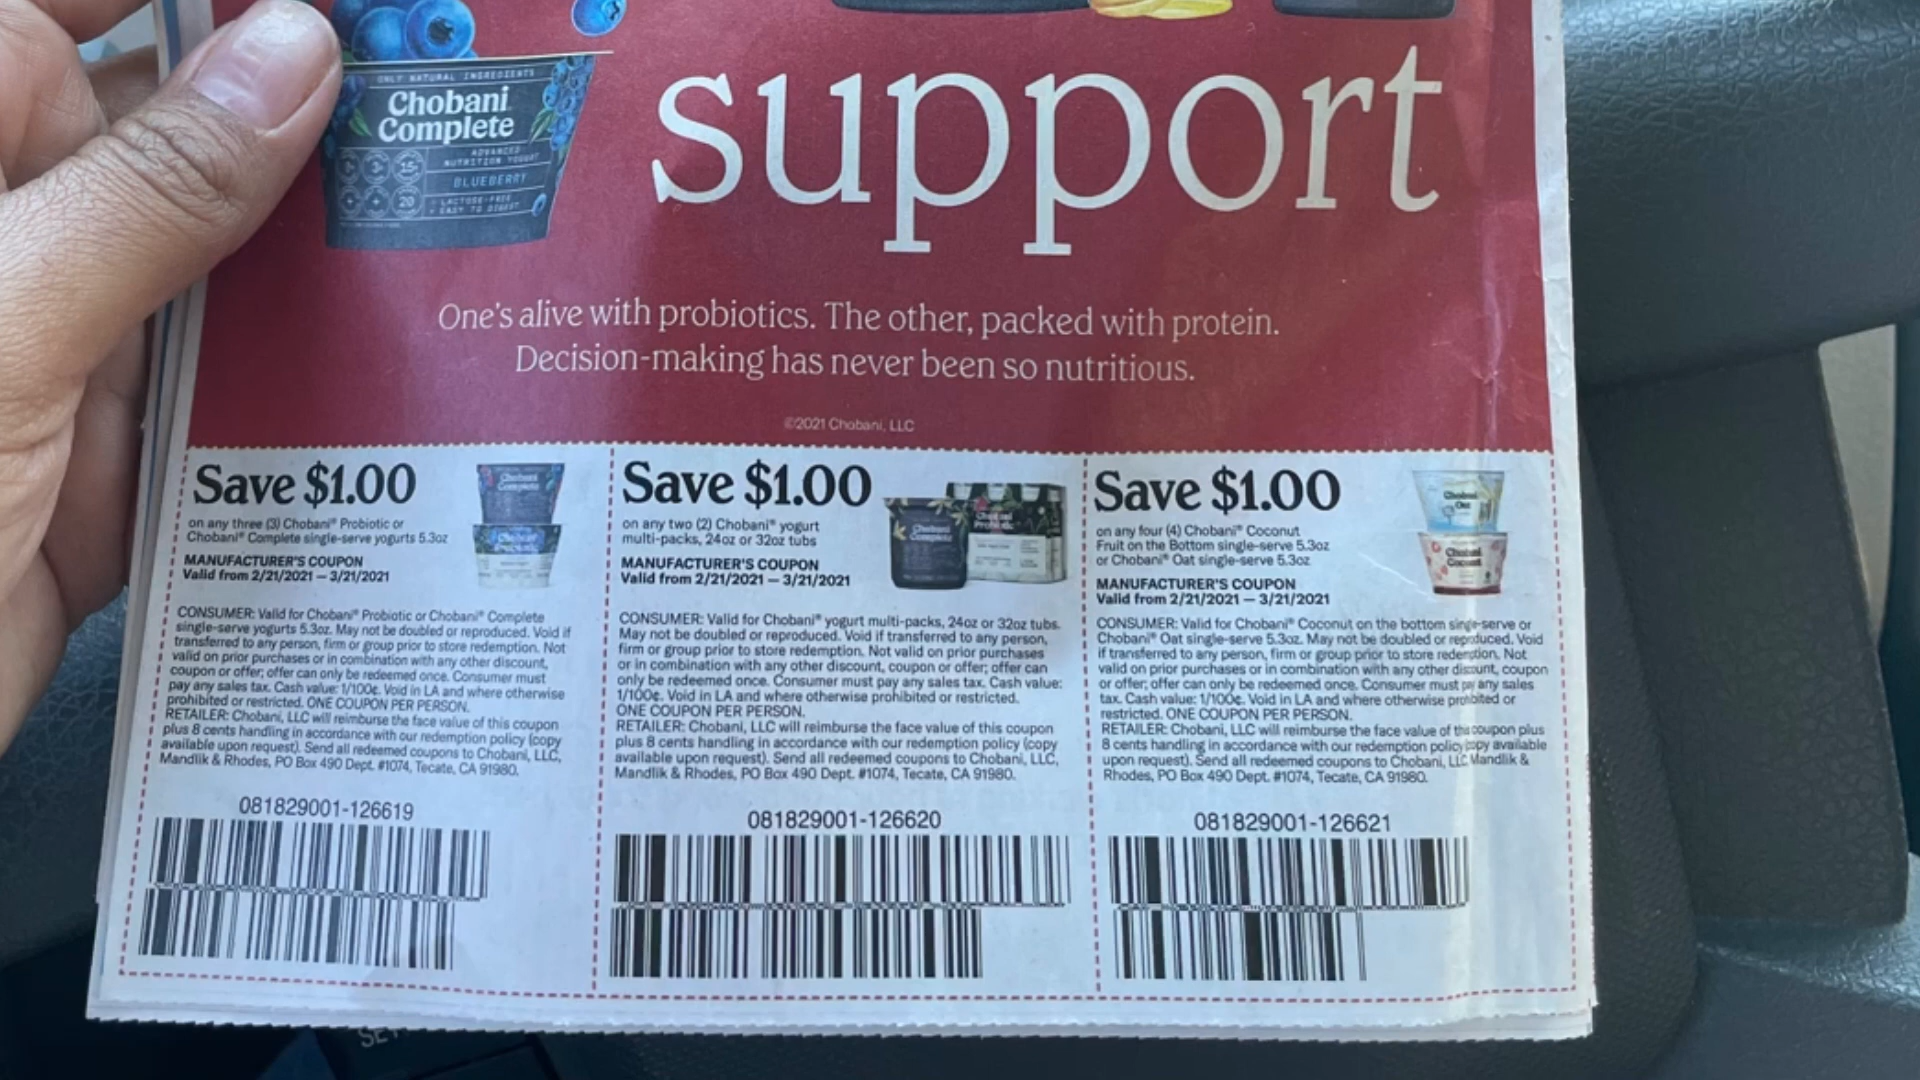 ONLY NATURAL INGREDIENTS
Chobani
Complete
ADVANCED
NUTRITION YOGURT
BLUEBERRY
LACTOSE-FREE
EASY TO DIGEST
15g
20
support
One's alive with probiotics. The other, packed with protein.
Decision-making has never been so nutritious.
©2021 Chobani, LLC
Save $1.00
on any three (3) Chobani® Probiotic or
Chobani® Complete single-serve yogurts 5.3oz
MANUFACTURER'S COUPON
Valid from 2/21/2021 — 3/21/2021
Chobani
Complete
CONSUMER: Valid for Chobani® Probiotic or Chobani® Complete
single-serve yogurts 5.3oz. May not be doubled or reproduced. Void if
transferred to any person, firm or group prior to store redemption. Not
valid on prior purchases or in combination with any other discount,
coupon or offer; offer can only be redeemed once. Consumer must
pay any sales tax. Cash value: 1/100¢. Void in LA and where otherwise
prohibited or restricted. ONE COUPON PER PERSON.
RETAILER: Chobani, LLC will reimburse the face value of this coupon
plus 8 cents handling in accordance with our redemption policy (copy
available upon request). Send all redeemed coupons to Chobani, LLC,
Mandlik & Rhodes, PO Box 490 Dept. #1074, Tecate, CA 91980.
081829001-126619
Save $1.00
on any two (2) Chobani® yogurt
multi-packs, 24oz or 32oz tubs
MANUFACTURER'S COUPON
Valid from 2/21/2021 — 3/21/2021
Chobani
Complete
Chobani
Probiotic
CONSUMER: Valid for Chobani® yogurt multi-packs, 24oz or 32oz tubs.
May not be doubled or reproduced. Void if transferred to any person,
firm or group prior to store redemption. Not valid on prior purchases
or in combination with any other discount, coupon or offer; offer can
only be redeemed once. Consumer must pay any sales tax. Cash value:
1/100¢. Void in LA and where otherwise prohibited or restricted.
ONE COUPON PER PERSON.
RETAILER: Chobani, LLC will reimburse the face value of this coupon
plus 8 cents handling in accordance with our redemption policy (copy
available upon request). Send all redeemed coupons to Chobani, LLC,
Mandlik & Rhodes, PO Box 490 Dept. #1074, Tecate, CA 91980.
081829001-126620
Save $1.00
on any four (4) Chobani® Coconut
Fruit on the Bottom single-serve 5.3oz
or Chobani® Oat single-serve 5.3oz
MANUFACTURER'S COUPON
Valid from 2/21/2021 — 3/21/2021
Chobani
Oat
Chobani
Coconut
CONSUMER: Valid for Chobani® Coconut on the bottom single-serve or
Chobani® Oat single-serve 5.3oz. May not be doubled or reproduced. Void
if transferred to any person, firm or group prior to store redemption. Not
valid on prior purchases or in combination with any other discount, coupon
or offer; offer can only be redeemed once. Consumer must pay any sales
tax. Cash value: 1/100¢. Void in LA and where otherwise prohibited or
restricted. ONE COUPON PER PERSON.
RETAILER: Chobani, LLC will reimburse the face value of this coupon plus
8 cents handling in accordance with our redemption policy (copy available
upon request). Send all redeemed coupons to Chobani, LLC Mandlik &
Rhodes, PO Box 490 Dept. #1074, Tecate, CA 91980.
081829001-126621